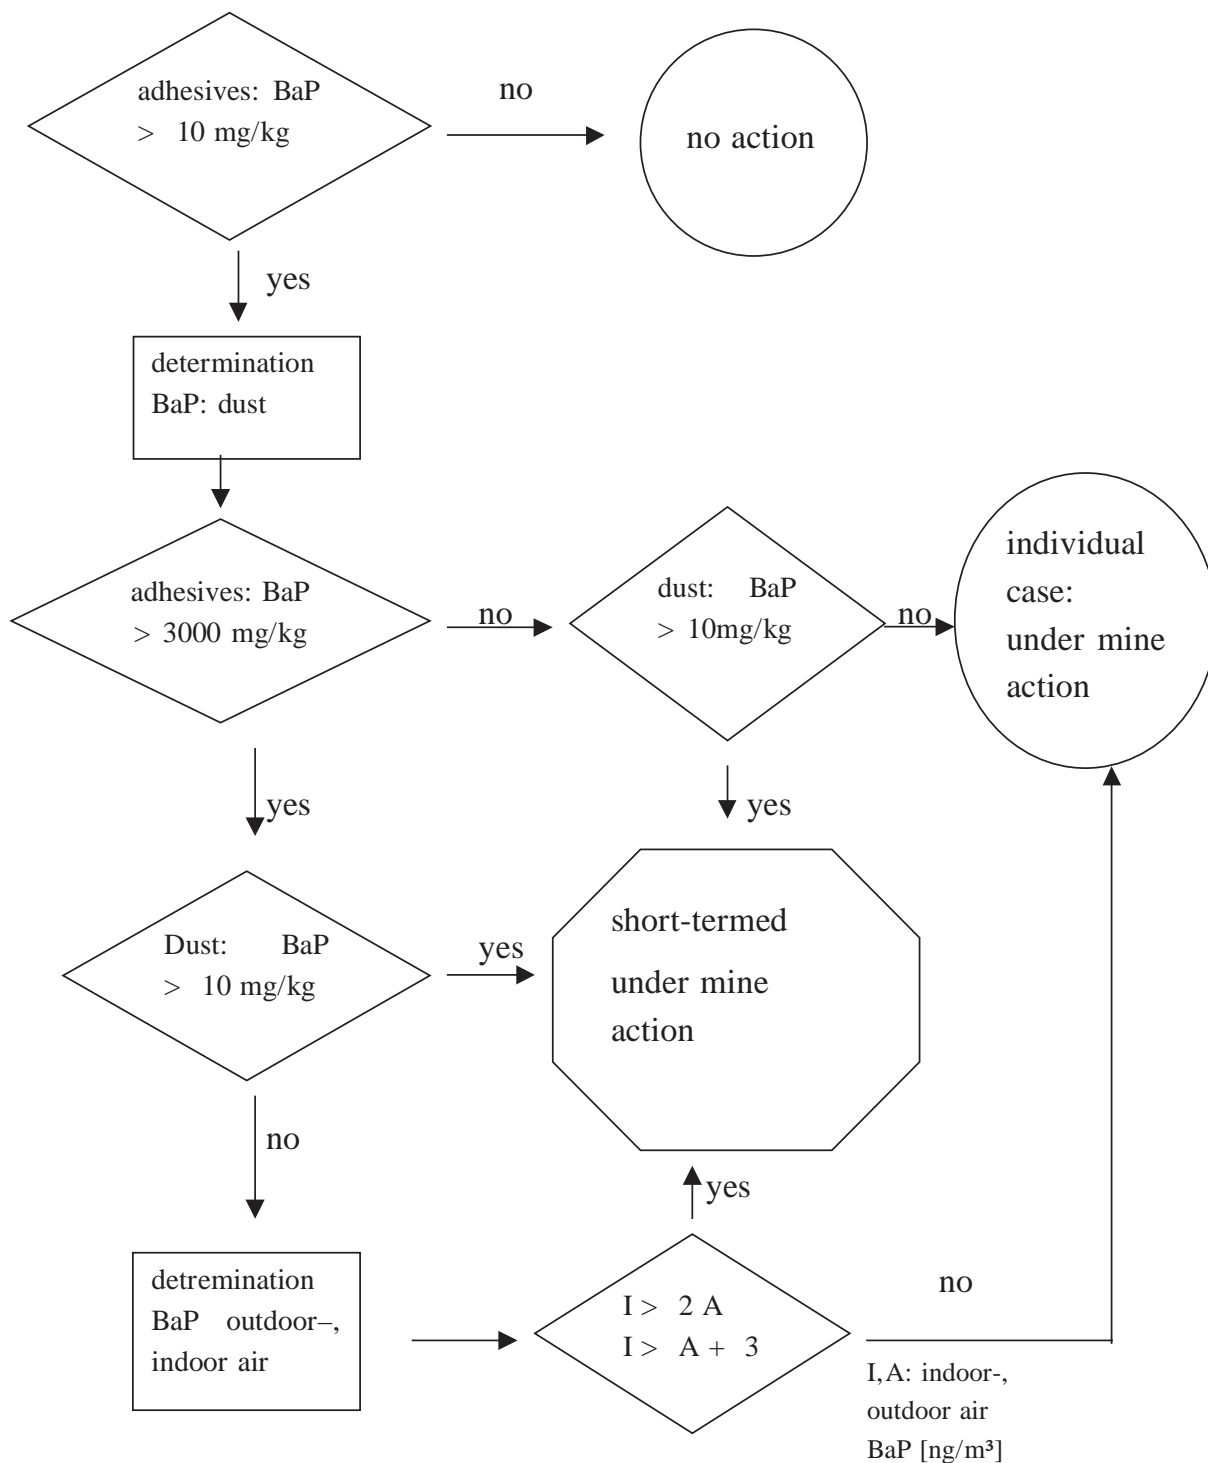 adhesives: BaP
> 10 mg/kg
no
no action
yes
determination
BaP: dust
adhesives: BaP
> 3000 mg/kg
no
dust: BaP
> 10mg/kg
no
individual
case:
under mine
action
yes
yes
Dust: BaP
> 10 mg/kg
yes
short-termed
under mine
action
no
yes
detremination
BaP outdoor–,
indoor air
I > 2 A
I > A + 3
no
I,A: indoor-,
outdoor air
BaP [ng/m³]